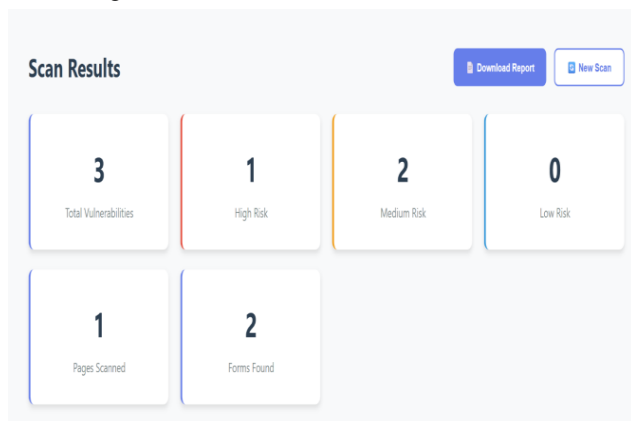 Scan Results
Download Report
New Scan
3
Total Vulnerabilities
1
High Risk
2
Medium Risk
0
Low Risk
1
Pages Scanned
2
Forms Found